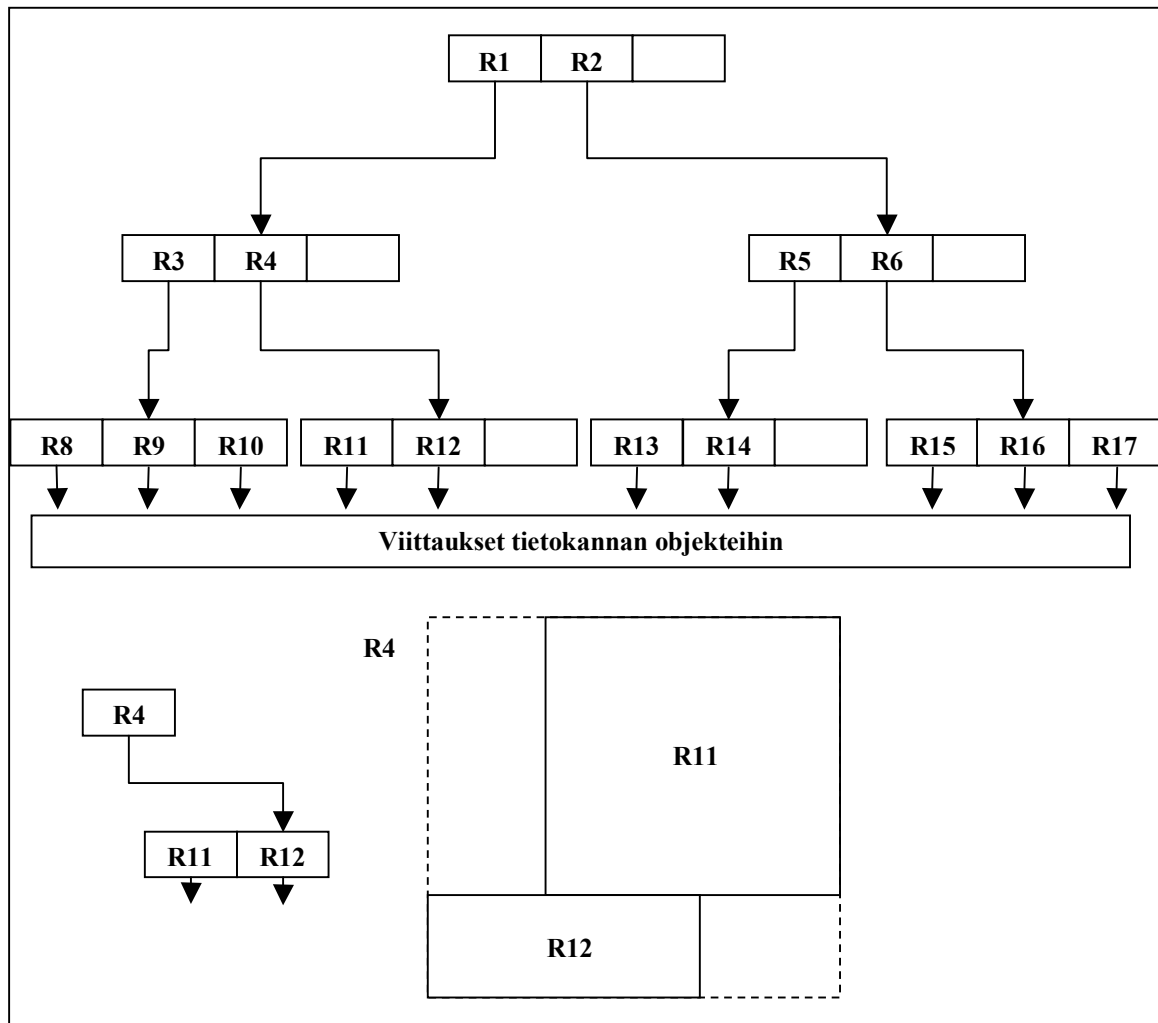 R1 R2
R3 R4
R5 R6
R8 R9 R10 R11 R12 R13 R14 R15 R16 R17
Viittaukset tietokannan objekteihin
R4
R4
R11
R11 R12
R12